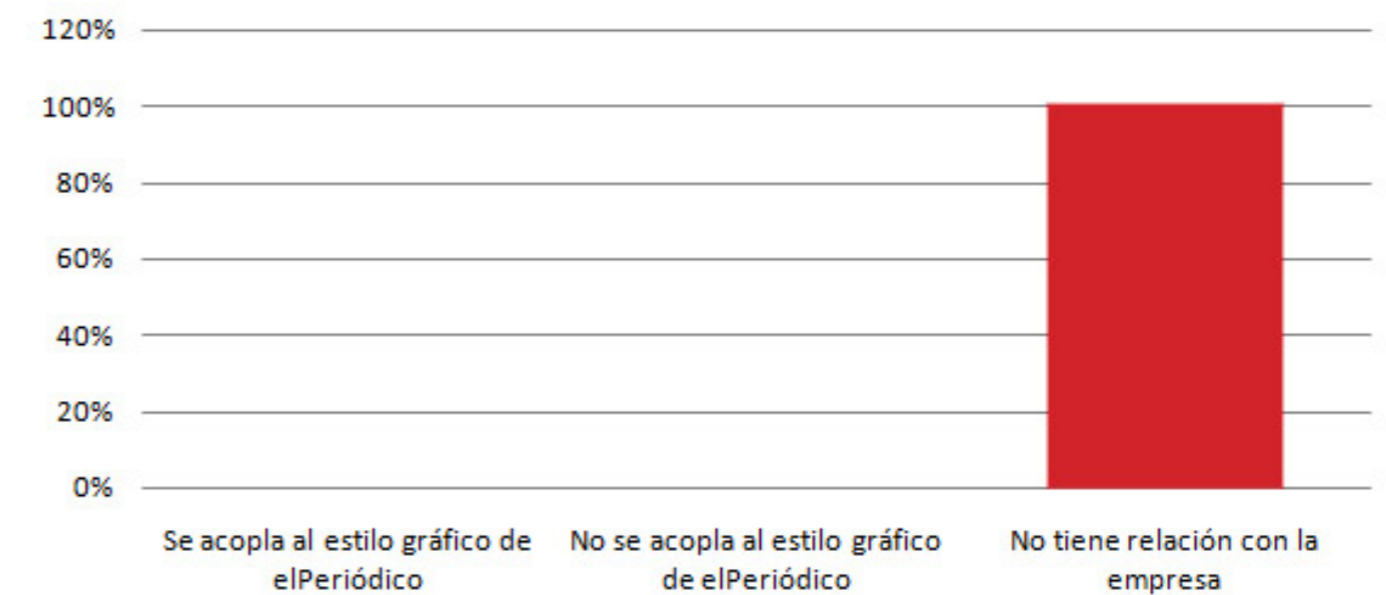 120%
100%
80%
60%
40%
20%
0%
Se acopla al estilo gráfico de
elPeriódico
No se acopla al estilo gráfico
de elPeriódico
No tiene relación con la
empresa